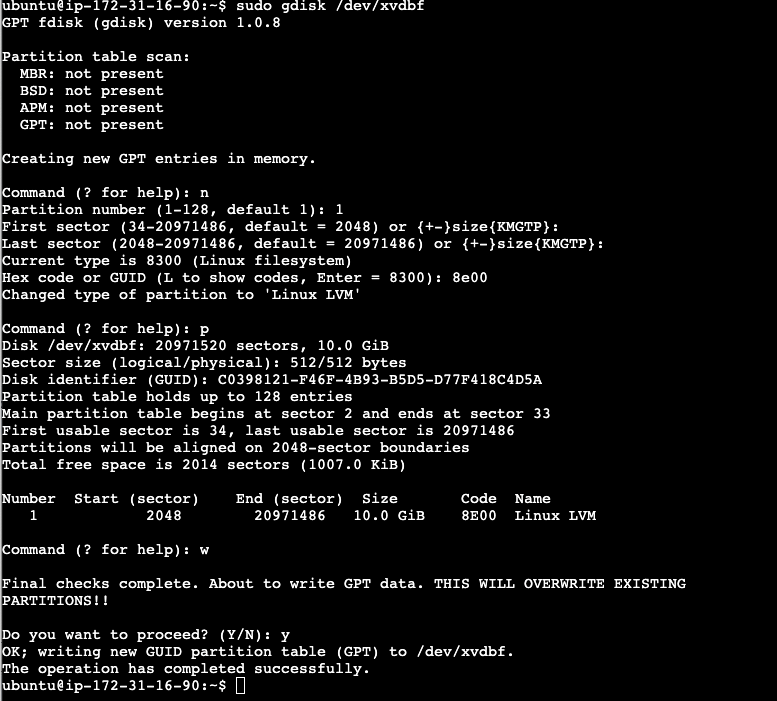 ubuntu@ip-172-31-16-90:~$ sudo gdisk /dev/xvdbf
GPT fdisk (gdisk) version 1.0.8

Partition table scan:
  MBR: not present
  BSD: not present
  APM: not present
  GPT: not present

Creating new GPT entries in memory.

Command (? for help): n
Partition number (1-128, default 1): 1
First sector (34-20971486, default = 2048) or {+-}size{KMGTP}:
Last sector (2048-20971486, default = 20971486) or {+-}size{KMGTP}:
Current type is 8300 (Linux filesystem)
Hex code or GUID (L to show codes, Enter = 8300): 8e00
Changed type of partition to 'Linux LVM'

Command (? for help): p
Disk /dev/xvdbf: 20971520 sectors, 10.0 GiB
Sector size (logical/physical): 512/512 bytes
Disk identifier (GUID): C0398121-F46F-4B93-B5D5-D77F418C4D5A
Partition table holds up to 128 entries
Main partition table begins at sector 2 and ends at sector 33
First usable sector is 34, last usable sector is 20971486
Partitions will be aligned on 2048-sector boundaries
Total free space is 2014 sectors (1007.0 KiB)

Number  Start (sector)    End (sector)  Size       Code  Name
   1            2048        20971486   10.0 GiB    8E00  Linux LVM

Command (? for help): w

Final checks complete. About to write GPT data. THIS WILL OVERWRITE EXISTING
PARTITIONS!!

Do you want to proceed? (Y/N): y
OK; writing new GUID partition table (GPT) to /dev/xvdbf.
The operation has completed successfully.
ubuntu@ip-172-31-16-90:~$